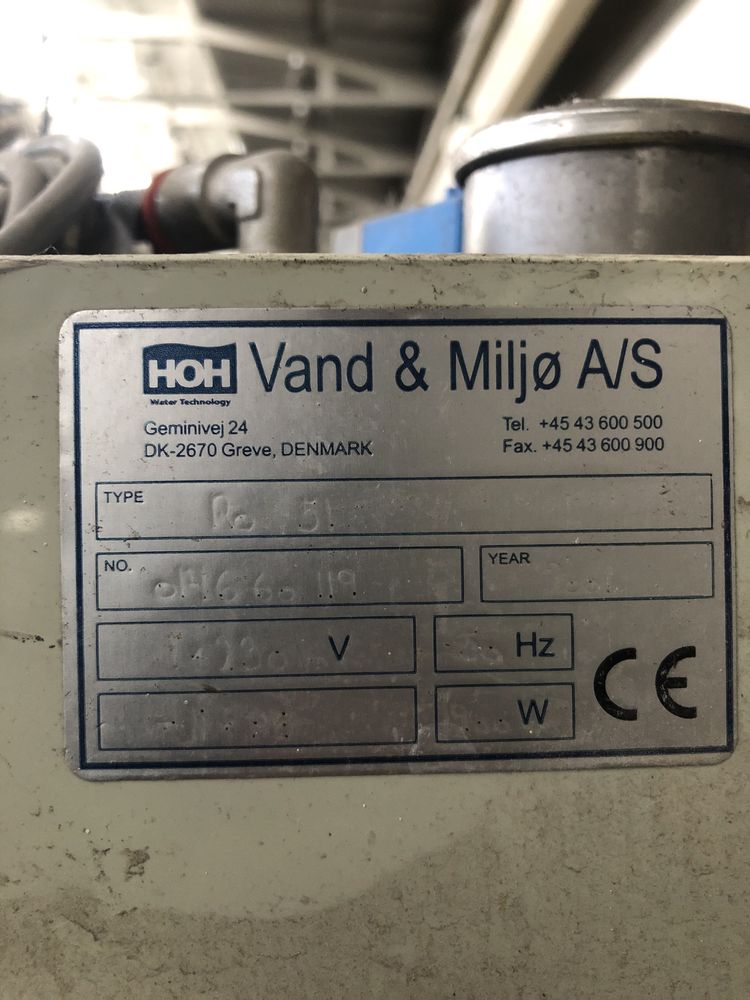 HOH Vand & Miljø A/S
Water Technology
Geminivej 24
DK-2670 Greve, DENMARK
Tel. +45 43 600 500
Fax. +45 43 600 900
TYPE
NO.
YEAR
V
Hz
CE
W